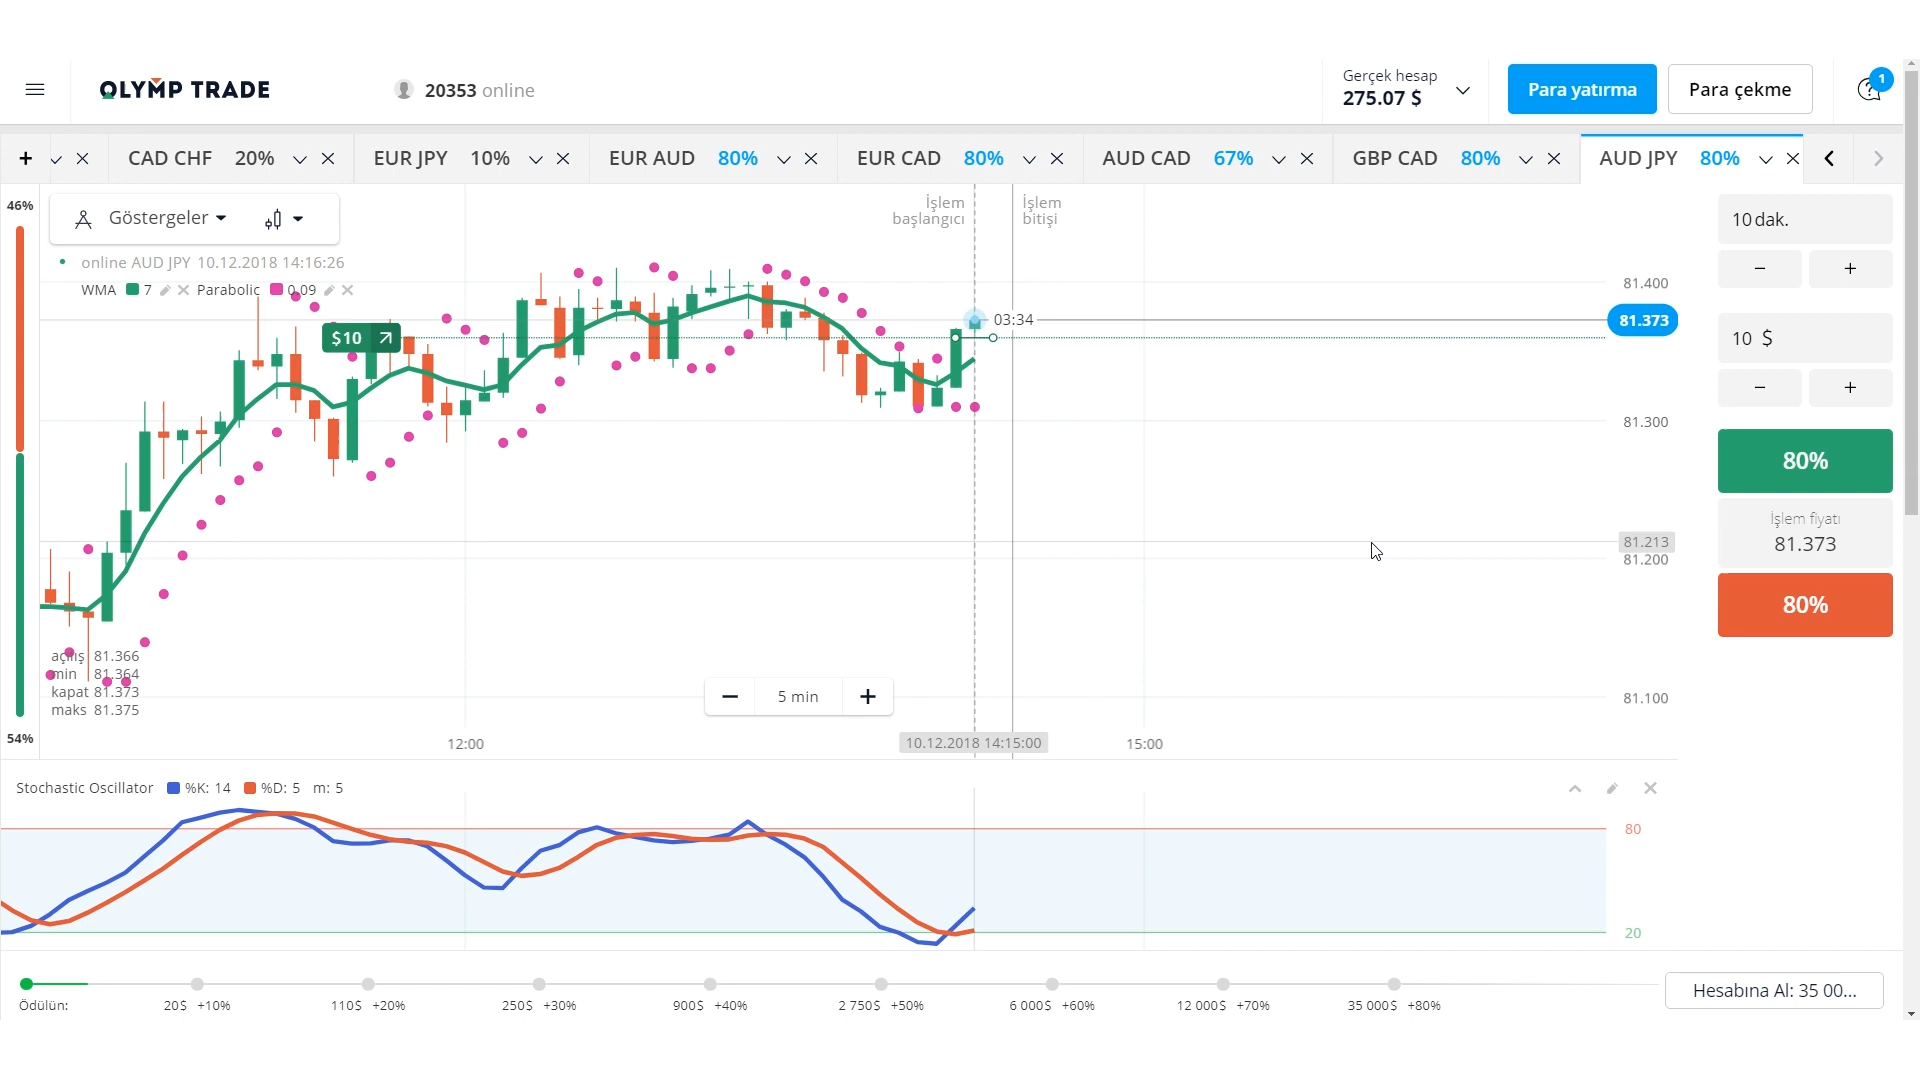 OLYMP TRADE
20353 online
Gerçek hesap
275.07 $
Para yatırma
Para çekme
1
+
CAD CHF 20%
EUR JPY 10%
EUR AUD 80%
EUR CAD 80%
AUD CAD 67%
GBP CAD 80%
AUD JPY 80%
46%
Göstergeler
İşlem
başlangıcı
İşlem
bitişi
10 dak.
online AUD JPY 10.12.2018 14:16:26
WMA 7 Parabolic 0.09
81.400
− +
$10
03:34
81.373
10 $
− +
81.300
80%
İşlem fiyatı
81.373
81.213
81.200
80%
açılış 81.366
min 81.364
kapat 81.373
maks 81.375
− 5 min +
81.100
54%
12:00
10.12.2018 14:15:00
15:00
Stochastic Oscillator %K: 14 %D: 5 m: 5
80
20
Ödülün:
20$ +10%
110$ +20%
250$ +30%
900$ +40%
2 750$ +50%
6 000$ +60%
12 000$ +70%
35 000$ +80%
Hesabına Al: 35 00...